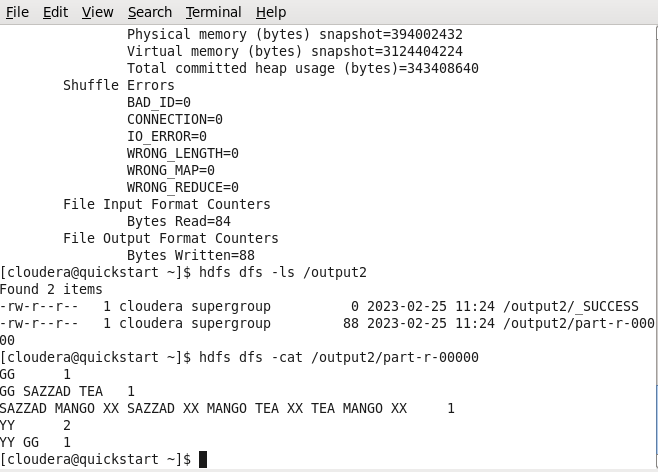 File Edit View Search Terminal Help
Physical memory (bytes) snapshot=394002432
Virtual memory (bytes) snapshot=3124404224
Total committed heap usage (bytes)=343408640
Shuffle Errors
BAD_ID=0
CONNECTION=0
IO_ERROR=0
WRONG_LENGTH=0
WRONG_MAP=0
WRONG_REDUCE=0
File Input Format Counters
Bytes Read=84
File Output Format Counters
Bytes Written=88
[cloudera@quickstart ~]$ hdfs dfs -ls /output2
Found 2 items
-rw-r--r--   1 cloudera supergroup          0 2023-02-25 11:24 /output2/_SUCCESS
-rw-r--r--   1 cloudera supergroup         88 2023-02-25 11:24 /output2/part-r-000
00
[cloudera@quickstart ~]$ hdfs dfs -cat /output2/part-r-00000
GG      1
GG SAZZAD TEA   1
SAZZAD MANGO XX SAZZAD XX MANGO TEA XX TEA MANGO XX     1
YY      2
YY GG   1
[cloudera@quickstart ~]$